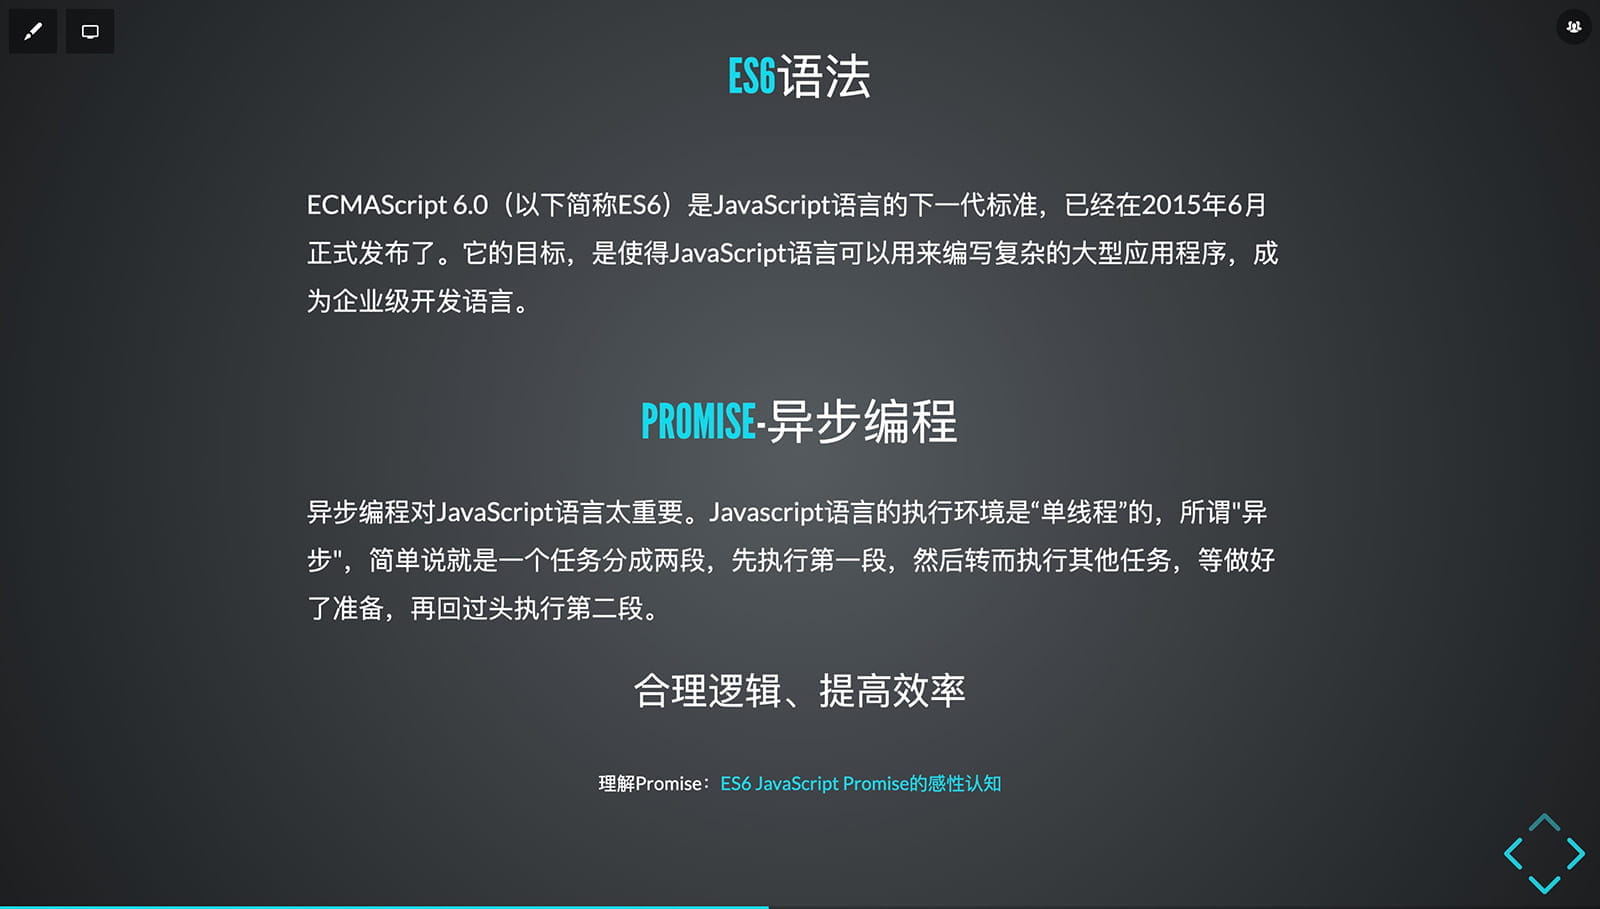 ES6语法
ECMAScript 6.0（以下简称ES6）是JavaScript语言的下一代标准，已经在2015年6月
正式发布了。它的目标，是使得JavaScript语言可以用来编写复杂的大型应用程序，成
为企业级开发语言。
PROMISE-异步编程
异步编程对JavaScript语言太重要。Javascript语言的执行环境是“单线程”的，所谓"异
步"，简单说就是一个任务分成两段，先执行第一段，然后转而执行其他任务，等做好
了准备，再回过头执行第二段。
合理逻辑、提高效率
理解Promise：ES6 JavaScript Promise的感性认知